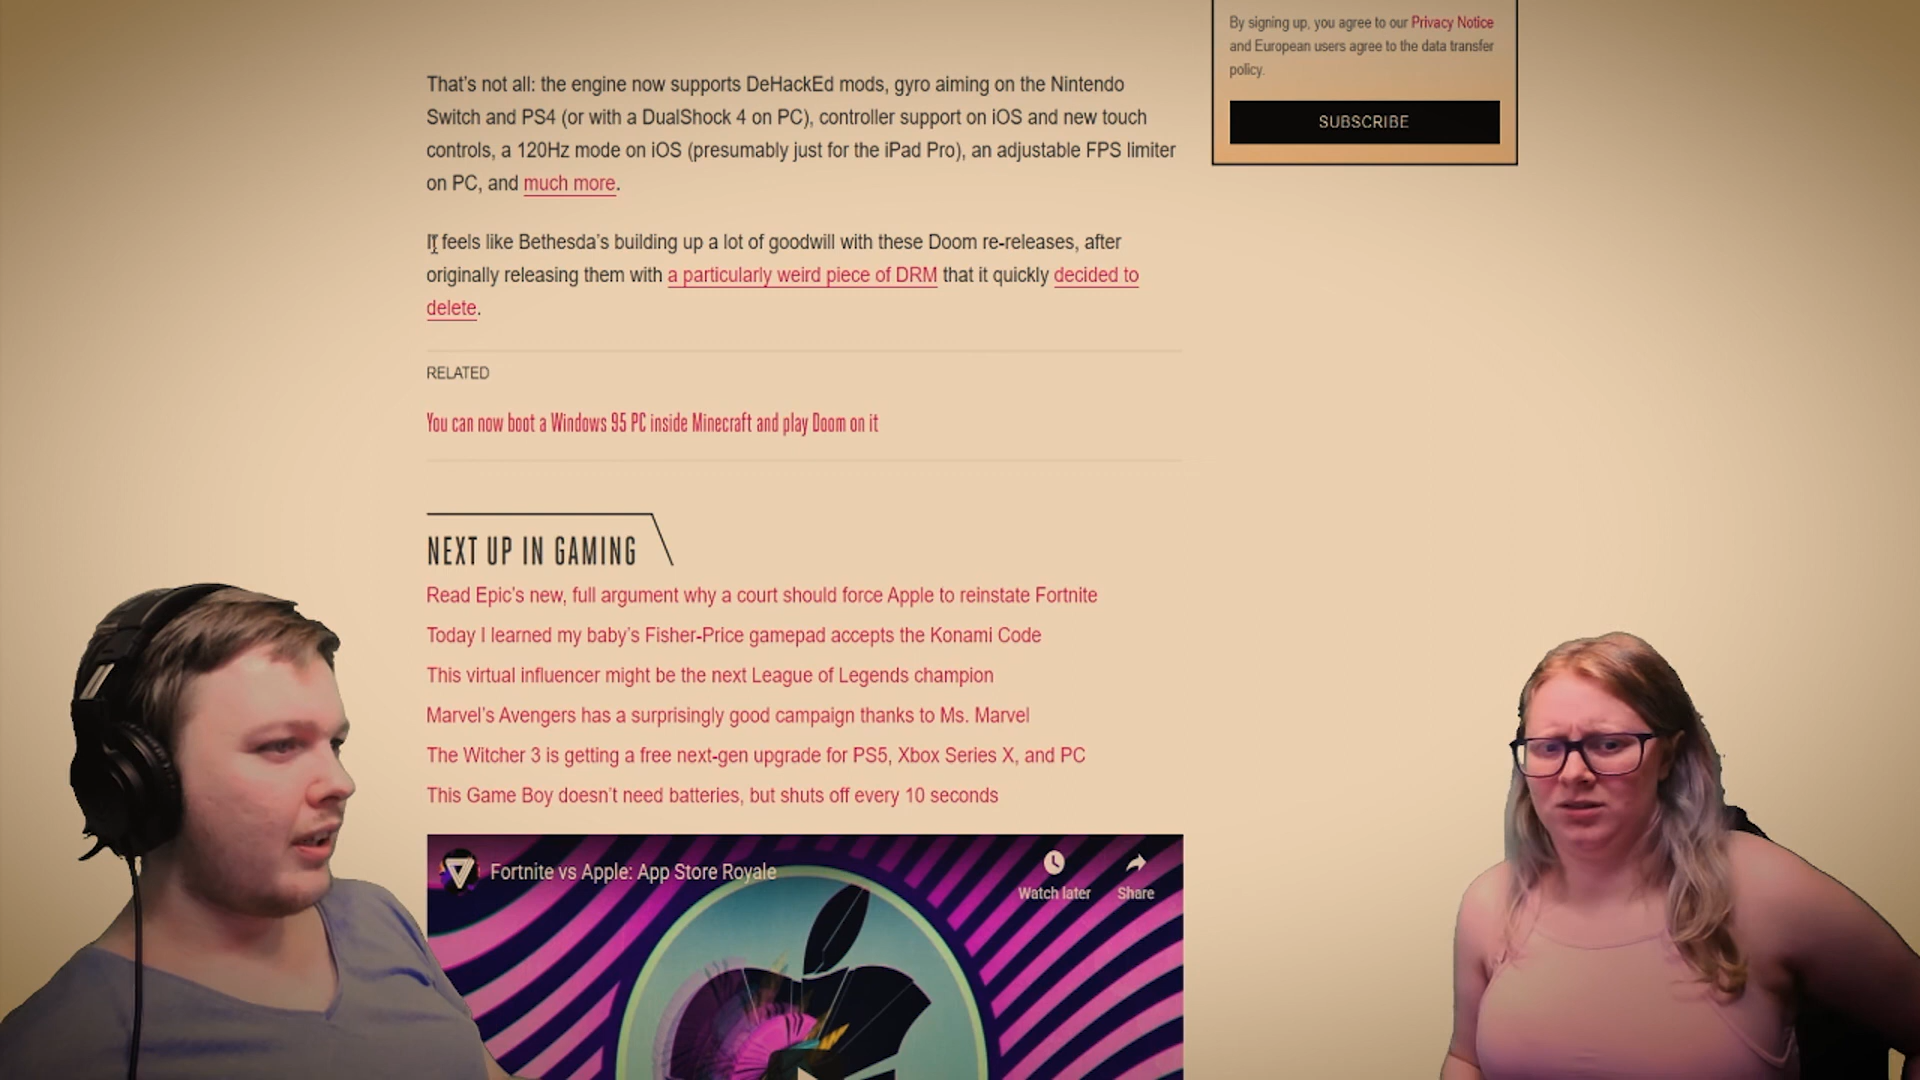 By signing up, you agree to our Privacy Notice
and European users agree to the data transfer
policy.
SUBSCRIBE
That's not all: the engine now supports DeHackEd mods, gyro aiming on the Nintendo
Switch and PS4 (or with a DualShock 4 on PC), controller support on iOS and new touch
controls, a 120Hz mode on iOS (presumably just for the iPad Pro), an adjustable FPS limiter
on PC, and much more.
It feels like Bethesda's building up a lot of goodwill with these Doom re-releases, after
originally releasing them with a particularly weird piece of DRM that it quickly decided to
delete.
RELATED
You can now boot a Windows 95 PC inside Minecraft and play Doom on it
NEXT UP IN GAMING
Read Epic's new, full argument why a court should force Apple to reinstate Fortnite
Today I learned my baby's Fisher-Price gamepad accepts the Konami Code
This virtual influencer might be the next League of Legends champion
Marvel's Avengers has a surprisingly good campaign thanks to Ms. Marvel
The Witcher 3 is getting a free next-gen upgrade for PS5, Xbox Series X, and PC
This Game Boy doesn't need batteries, but shuts off every 10 seconds
Fortnite vs Apple: App Store Royale
Watch later
Share